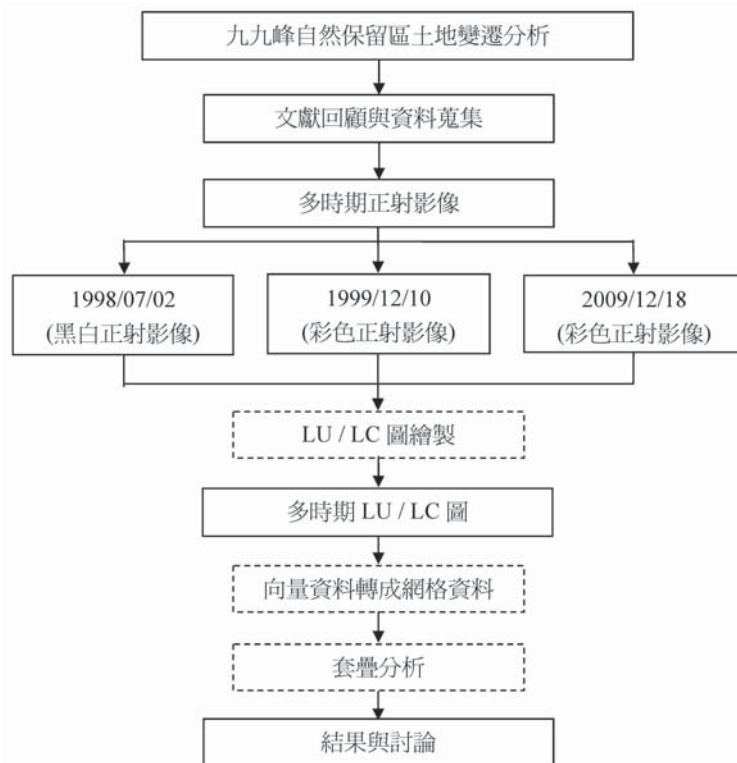 九九峰自然保留區土地變遷分析
文獻回顧與資料蒐集
多時期正射影像
1998/07/02
(黑白正射影像)
1999/12/10
(彩色正射影像)
2009/12/18
(彩色正射影像)
LU / LC 圖繪製
多時期 LU / LC 圖
向量資料轉成網格資料
套疊分析
結果與討論